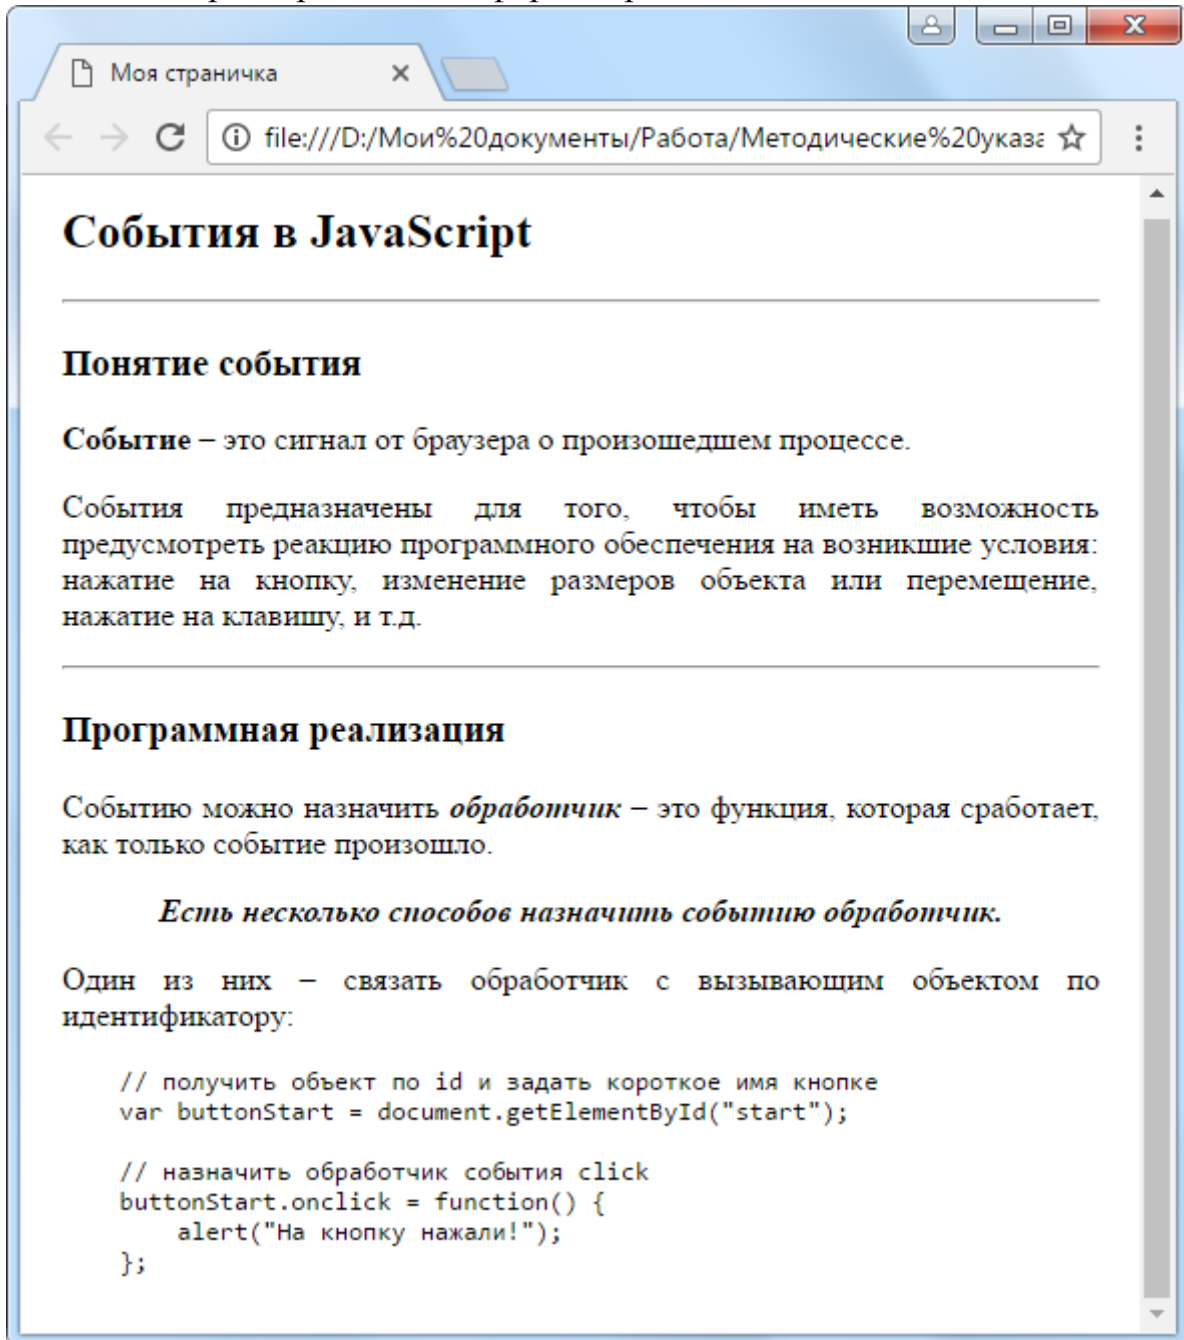 Моя страничка
file:///D:/Мои%20документы/Работа/Методические%20указа
События в JavaScript
Понятие события
Событие – это сигнал от браузера о произошедшем процессе.
События предназначены для того, чтобы иметь возможность
предусмотреть реакцию программного обеспечения на возникшие условия:
нажатие на кнопку, изменение размеров объекта или перемещение,
нажатие на клавишу, и т.д.
Программная реализация
Событию можно назначить обработчик – это функция, которая сработает,
как только событие произошло.
Есть несколько способов назначить событию обработчик.
Один из них – связать обработчик с вызывающим объектом по
идентификатору:
// получить объект по id и задать короткое имя кнопке
var buttonStart = document.getElementById("start");
// назначить обработчик события click
buttonStart.onclick = function() {
    alert("На кнопку нажали!");
};